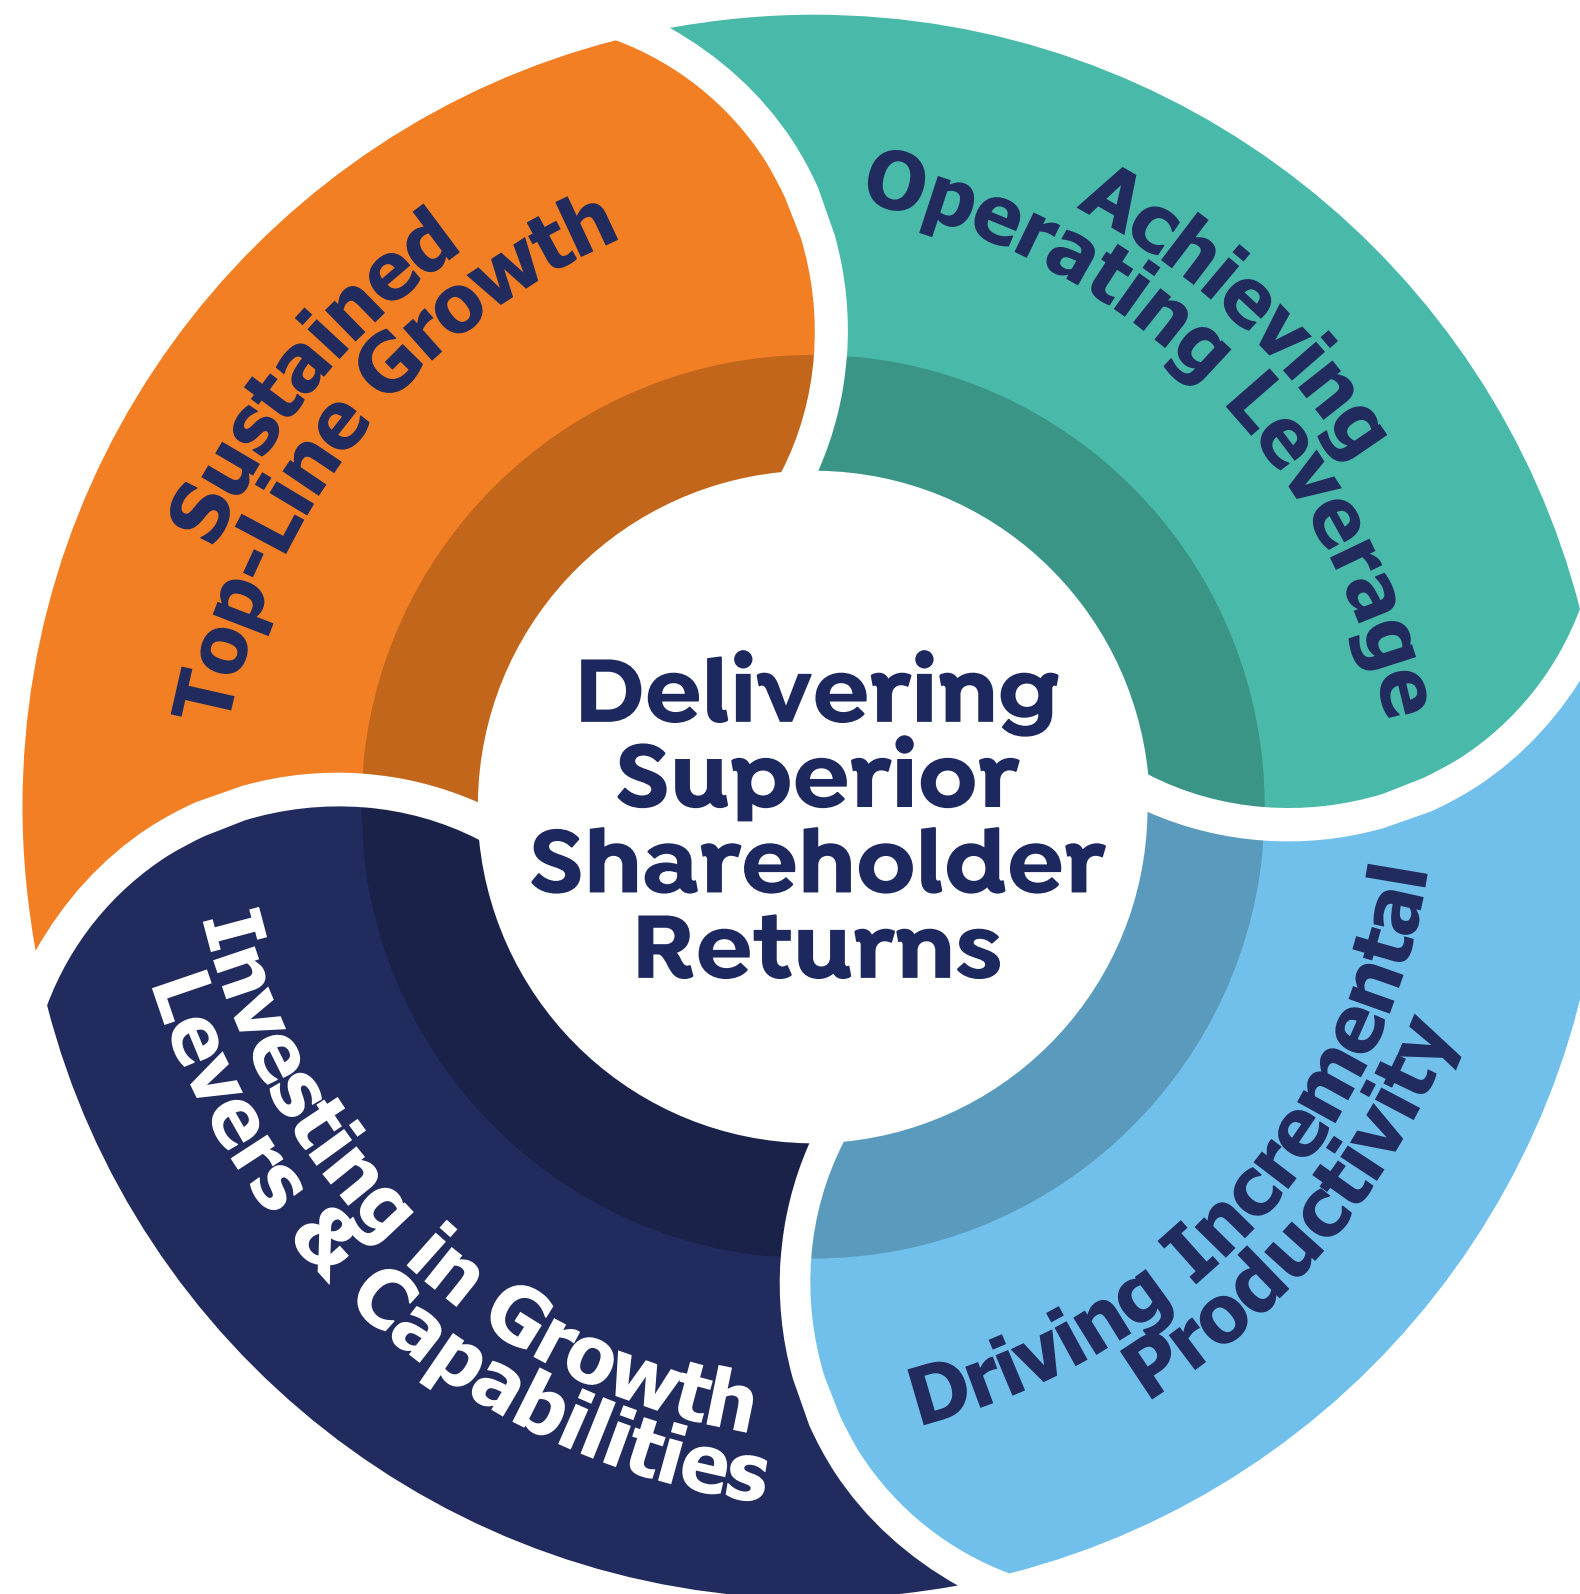 Sustained
Top-Line Growth
Achieving
Operating Leverage
Delivering
Superior
Shareholder
Returns
Investing in Growth
Levers & Capabilities
Driving Incremental
Productivity